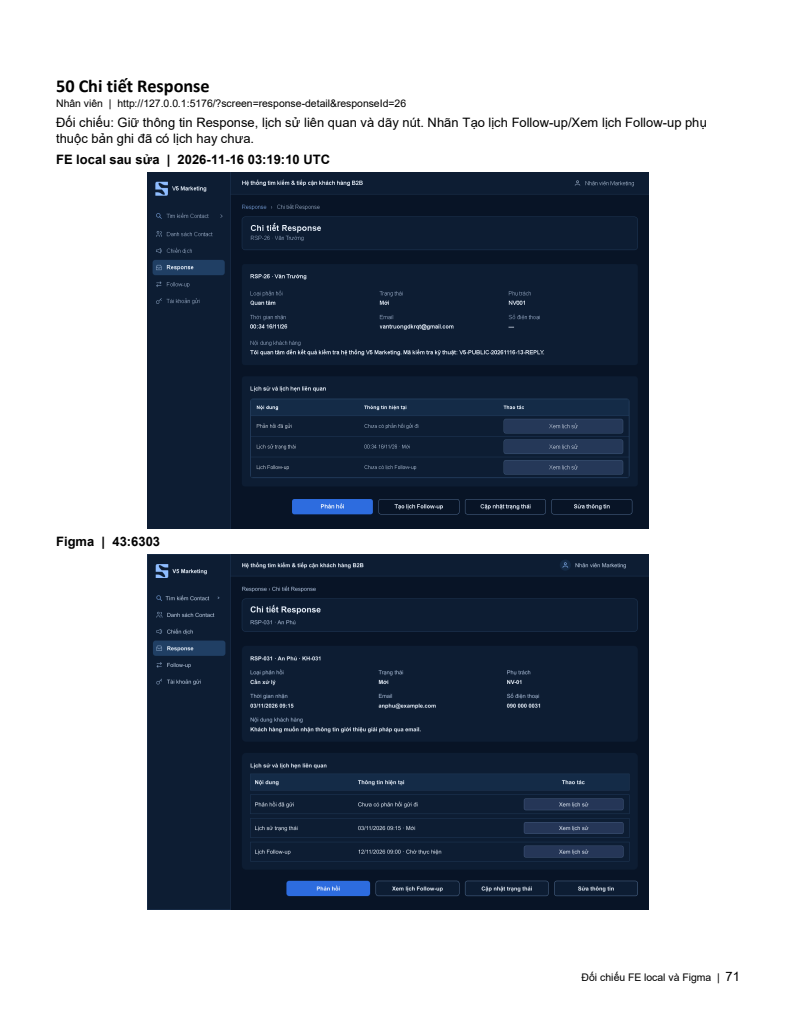 50 Chi tiết Response
Nhân viên | http://127.0.0.1:5176/?screen=response-detail&responseId=26
Đối chiếu: Giữ thông tin Response, lịch sử liên quan và dãy nút. Nhãn Tạo lịch Follow-up/Xem lịch Follow-up phụ
thuộc bản ghi đã có lịch hay chưa.
FE local sau sửa | 2026-11-16 03:19:10 UTC
V5 Marketing
Hệ thống tìm kiếm & tiếp cận khách hàng B2B
Nhân viên Marketing
Tìm kiếm Contact ›
Danh sách Contact
Chiến dịch
Response
Follow-up
Tài khoản gửi
Response › Chi tiết Response
Chi tiết Response
RSP-26 · Văn Trường
RSP-26 · Văn Trường
Loại phản hồi Trạng thái Phụ trách
Quan tâm Mới NV001
Thời gian nhận Email Số điện thoại
00:34 16/11/26 vantruongdkrqt@gmail.com —
Nội dung khách hàng
Tôi quan tâm đến kết quả kiểm tra hệ thống V5 Marketing. Mã kiểm tra kỹ thuật: V5-PUBLIC-20261116-13-REPLY.
Lịch sử và lịch hẹn liên quan
Nội dung Thông tin hiện tại Thao tác
Phản hồi đã gửi Chưa có phản hồi gửi đi Xem lịch sử
Lịch sử trạng thái 00:34 16/11/26 · Mới Xem lịch sử
Lịch Follow-up Chưa có lịch Follow-up Xem lịch sử
Phản hồi Tạo lịch Follow-up Cập nhật trạng thái Sửa thông tin
Figma | 43:6303
V5 Marketing
Hệ thống tìm kiếm & tiếp cận khách hàng B2B
Nhân viên Marketing
Tìm kiếm Contact
Danh sách Contact
Chiến dịch
Response
Follow-up
Tài khoản gửi
Response › Chi tiết Response
Chi tiết Response
RSP-031 · An Phú
RSP-031 · An Phú · KH-031
Loại phản hồi Trạng thái Phụ trách
Cần xử lý Mới NV-01
Thời gian nhận Email Số điện thoại
03/11/2026 09:15 anphu@example.com 090 000 0031
Nội dung khách hàng
Khách hàng muốn nhận thông tin giới thiệu giải pháp qua email.
Lịch sử và lịch hẹn liên quan
Nội dung Thông tin hiện tại Thao tác
Phản hồi đã gửi Chưa có phản hồi gửi đi Xem lịch sử
Lịch sử trạng thái 03/11/2026 09:15 · Mới Xem lịch sử
Lịch Follow-up 12/11/2026 09:00 · Chờ thực hiện Xem lịch sử
Phản hồi Xem lịch Follow-up Cập nhật trạng thái Sửa thông tin
Đối chiếu FE local và Figma | 71